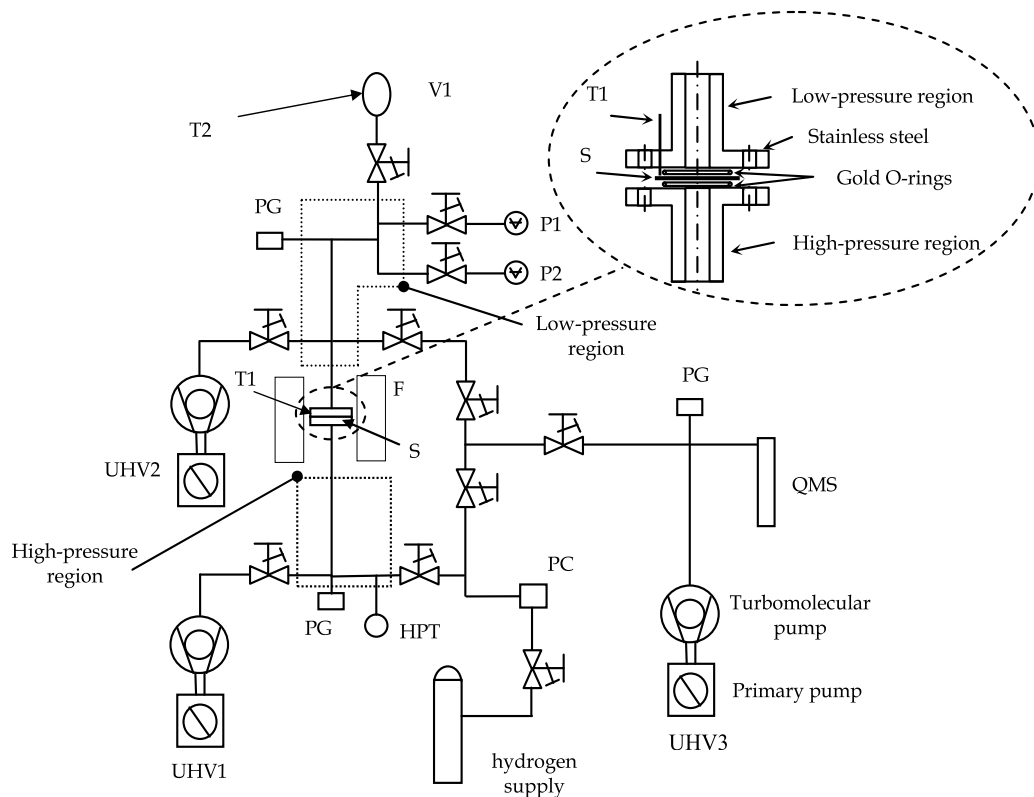 V1
T2
T1
Low-pressure region
Stainless steel
S
Gold O-rings
High-pressure region
PG
P1
P2
Low-pressure
region
T1
F
S
PG
UHV2
QMS
High-pressure
region
PC
PG
HPT
Turbomolecular
pump
Primary pump
UHV1
hydrogen
supply
UHV3